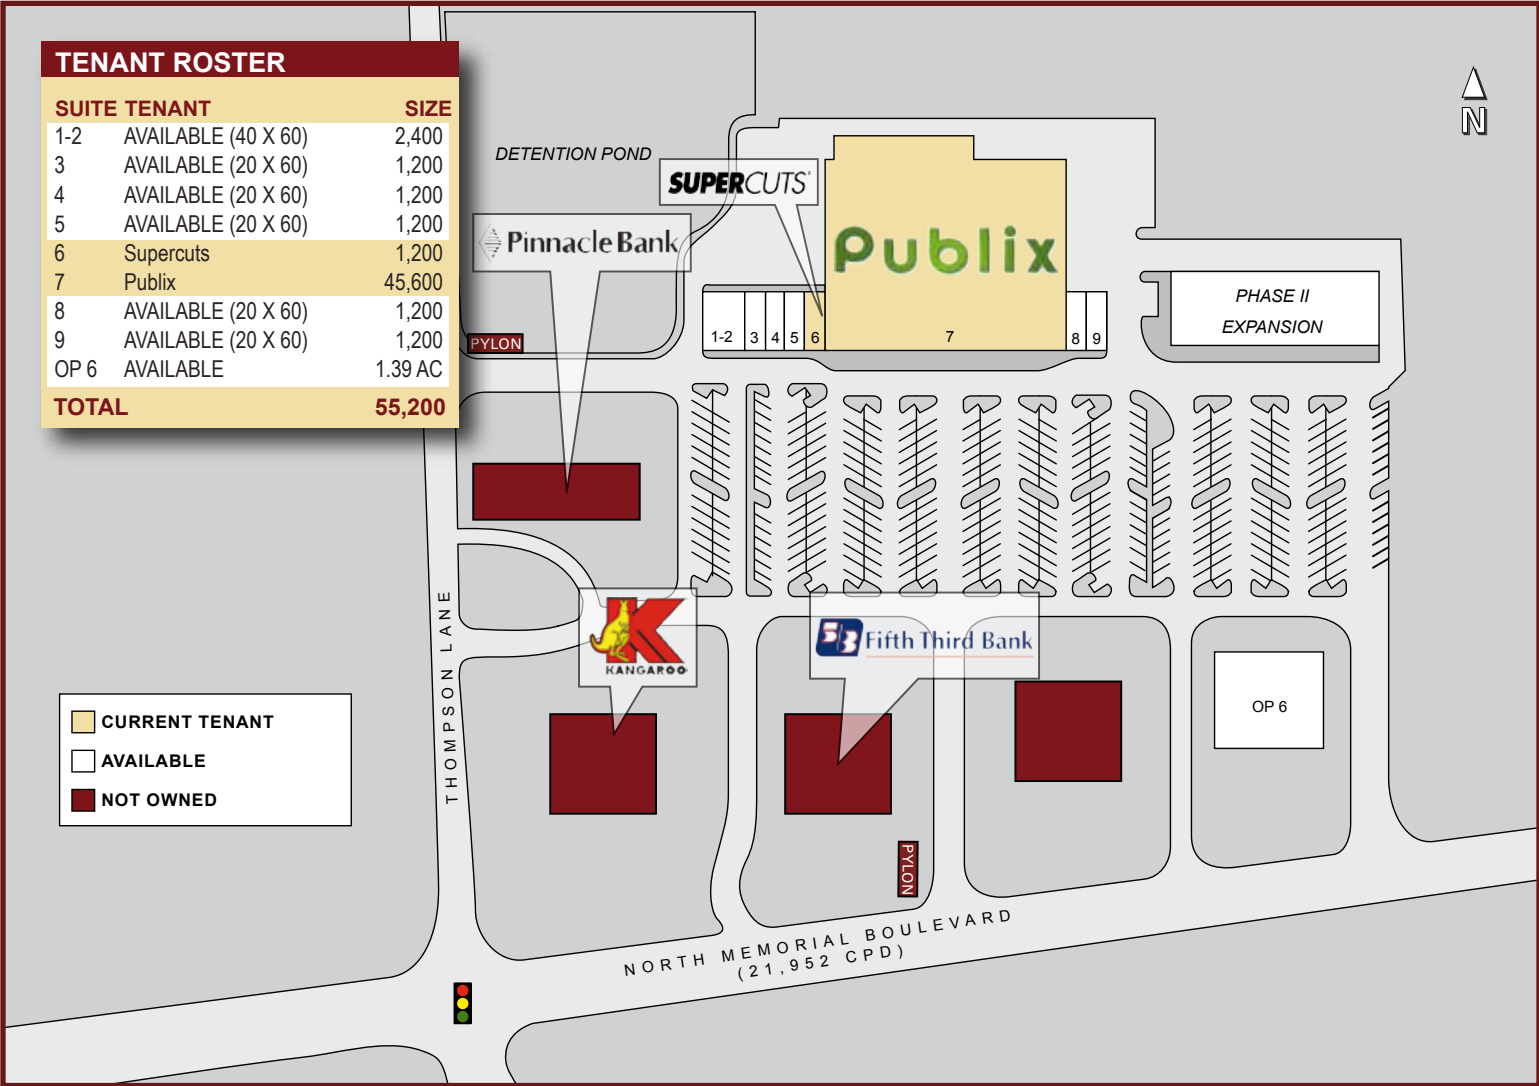 TENANT ROSTER
SUITE TENANT SIZE
1-2 AVAILABLE (40 X 60) 2,400
3 AVAILABLE (20 X 60) 1,200
4 AVAILABLE (20 X 60) 1,200
5 AVAILABLE (20 X 60) 1,200
6 Supercuts 1,200
7 Publix 45,600
8 AVAILABLE (20 X 60) 1,200
9 AVAILABLE (20 X 60) 1,200
OP 6 AVAILABLE 1.39 AC
TOTAL 55,200
N
DETENTION POND
SUPERCUTS
Pinnacle Bank
Publix
PHASE II
EXPANSION
PYLON
1-2 3 4 5 6 7 8 9
KANGAROO
5/3 Fifth Third Bank
THOMPSON LANE
OP 6
CURRENT TENANT
AVAILABLE
NOT OWNED
PYLON
NORTH MEMORIAL BOULEVARD
(21,952 CPD)